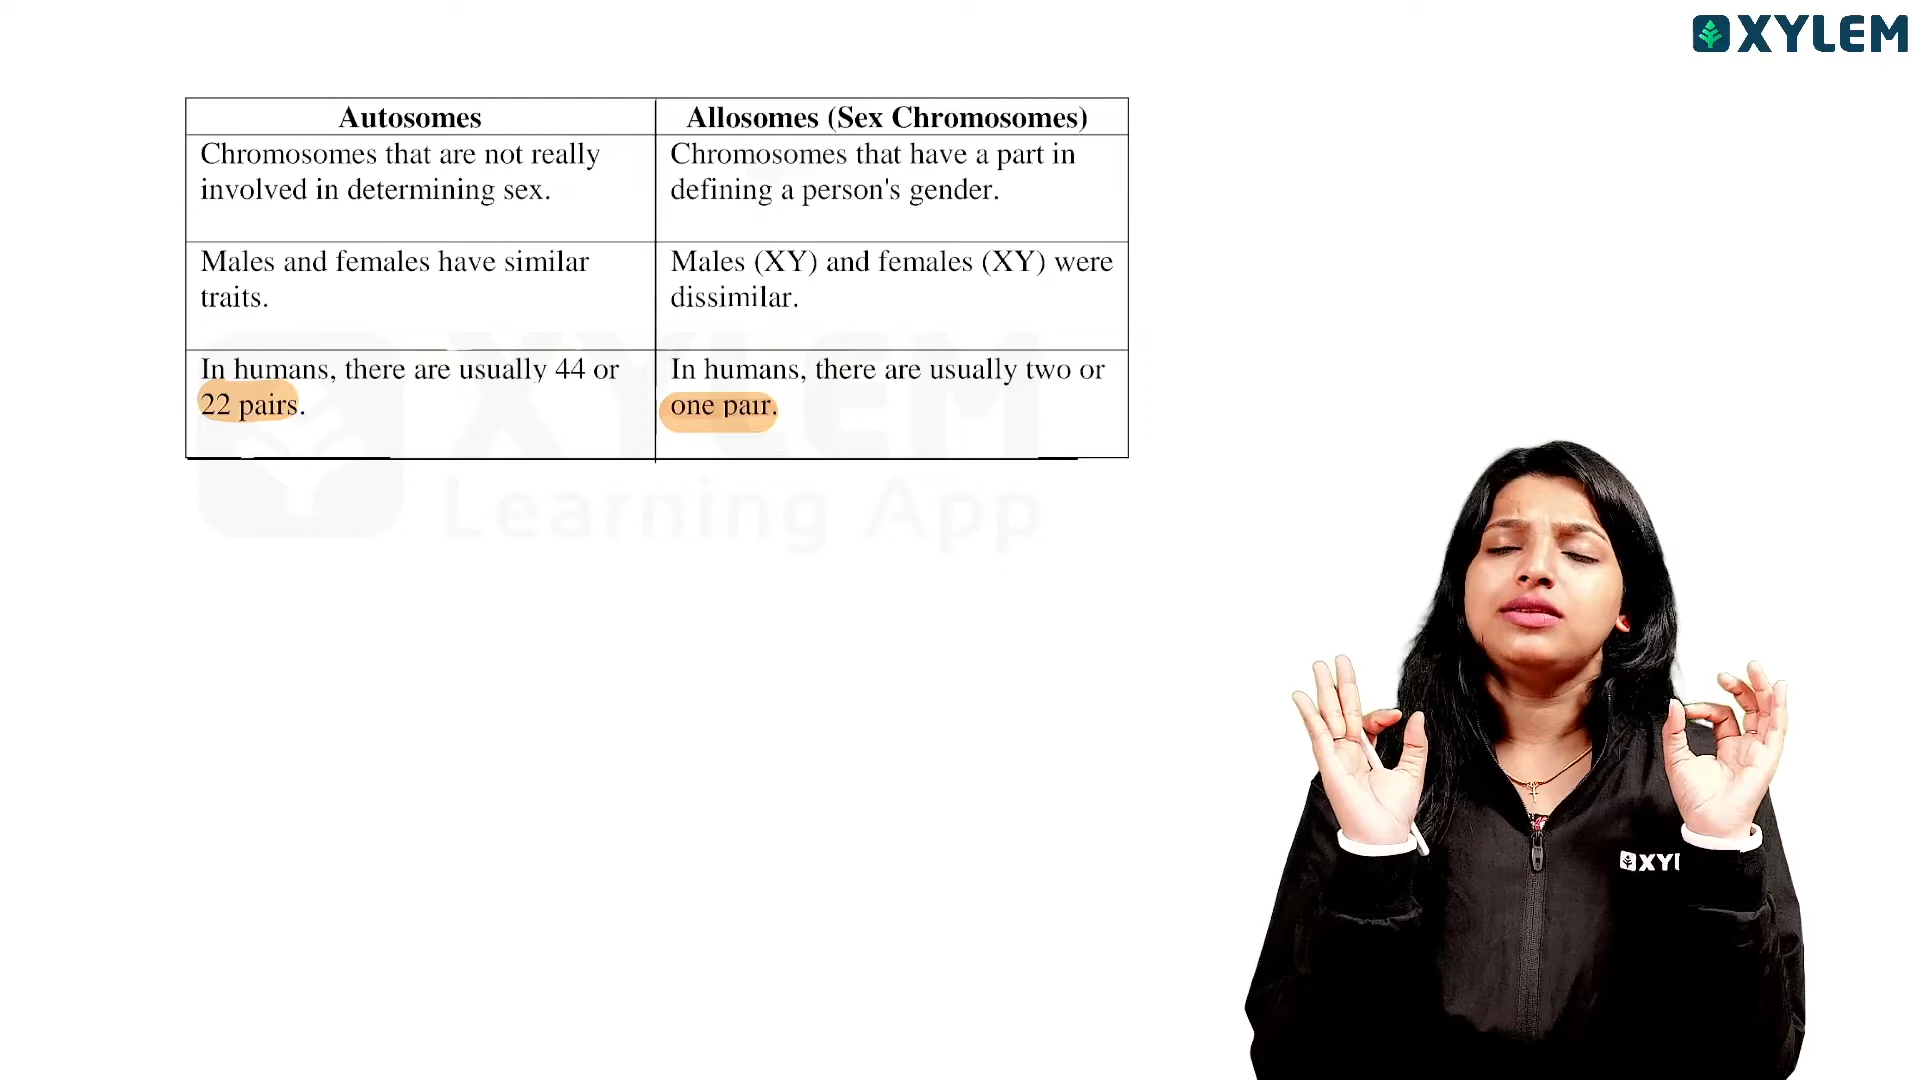 XYLEM
Autosomes
Allosomes (Sex Chromosomes)
Chromosomes that are not really
involved in determining sex.
Chromosomes that have a part in
defining a person's gender.
Males and females have similar
traits.
Males (XY) and females (XY) were
dissimilar.
In humans, there are usually 44 or
22 pairs.
In humans, there are usually two or
one pair.
XYLEM
Learning App
XYL